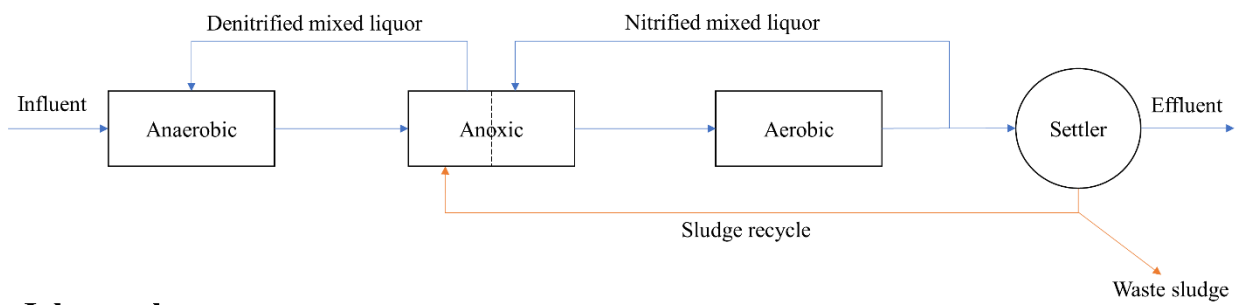 Denitrified mixed liquor
Nitrified mixed liquor
Influent
Anaerobic
Anoxic
Aerobic
Settler
Effluent
Sludge recycle
Waste sludge